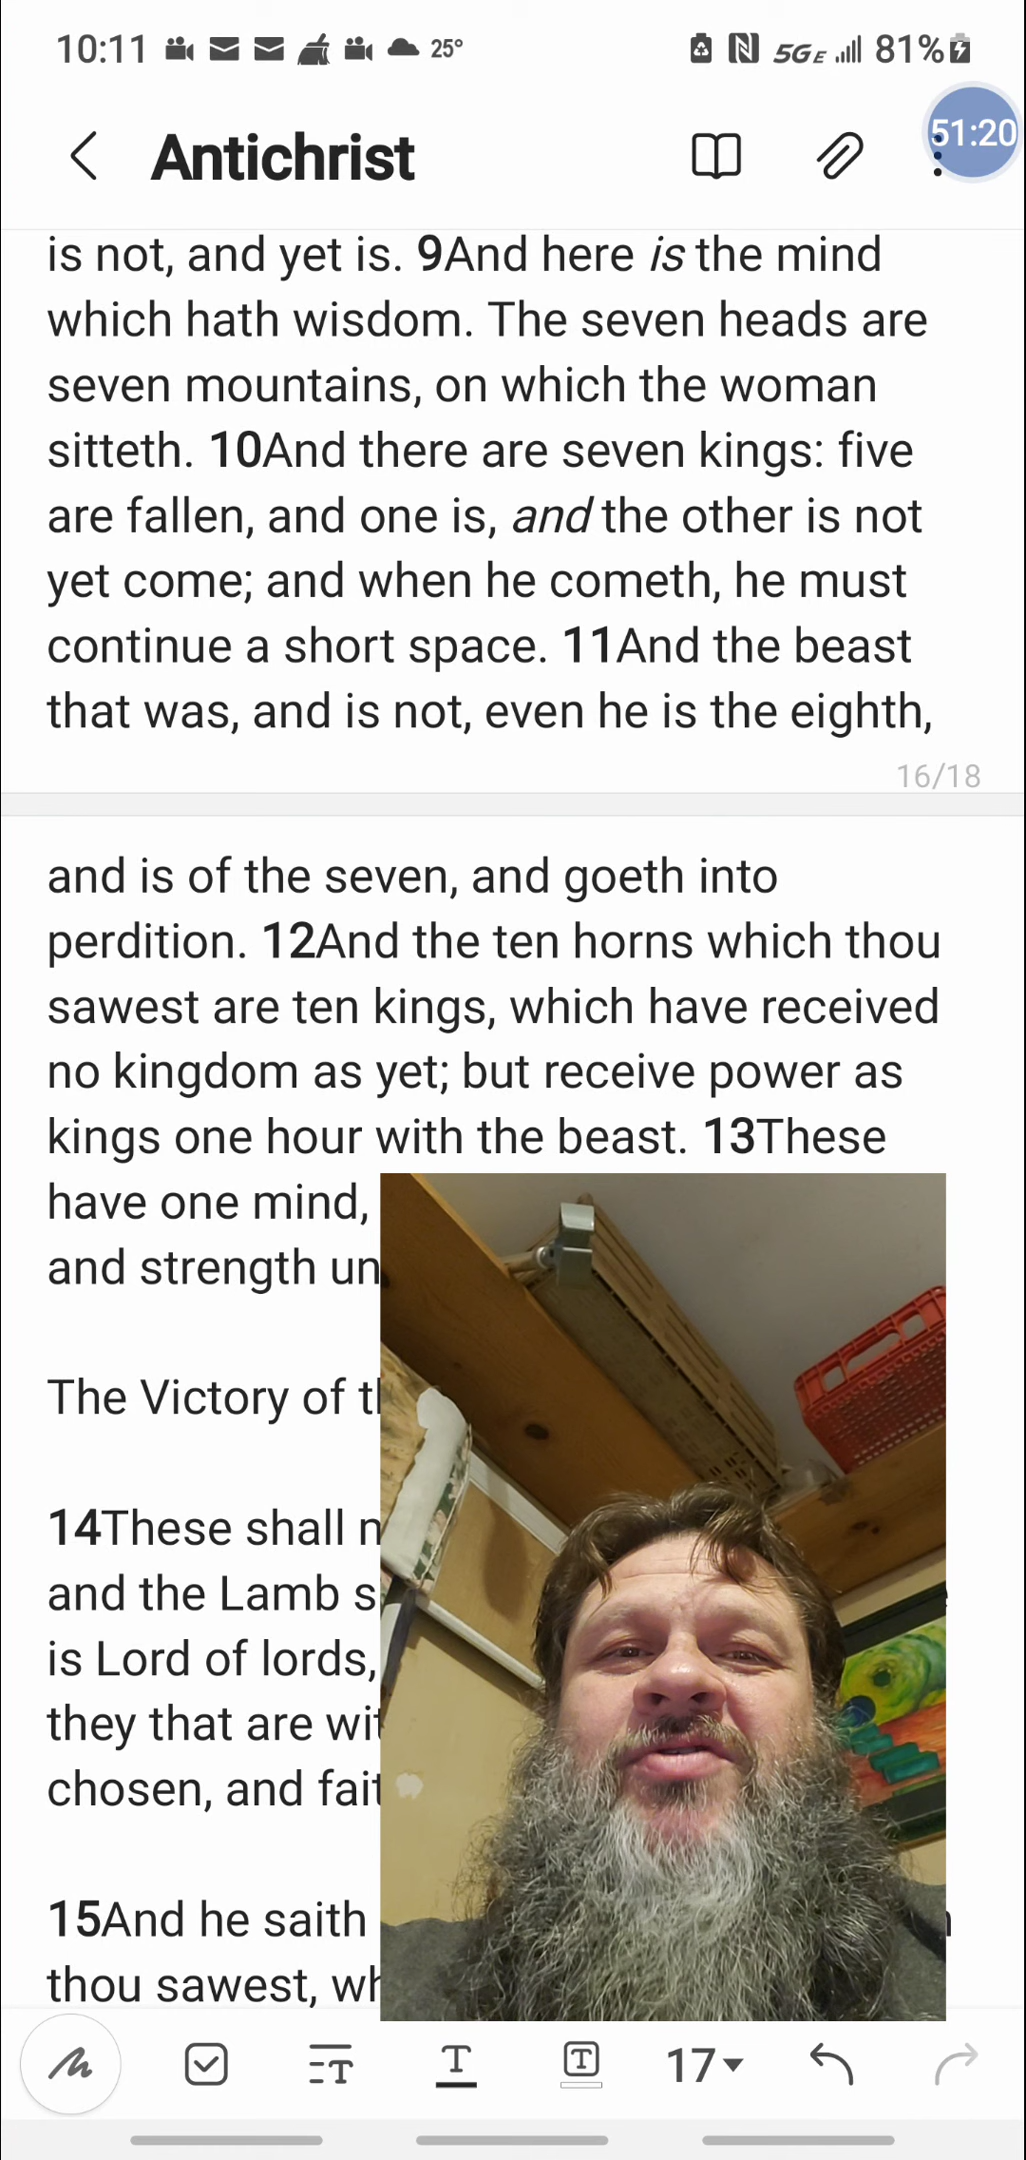 10:11 25° 5GE 81%
Antichrist 51:20
is not, and yet is. 9And here is the mind
which hath wisdom. The seven heads are
seven mountains, on which the woman
sitteth. 10And there are seven kings: five
are fallen, and one is, and the other is not
yet come; and when he cometh, he must
continue a short space. 11And the beast
that was, and is not, even he is the eighth,
16/18
and is of the seven, and goeth into
perdition. 12And the ten horns which thou
sawest are ten kings, which have received
no kingdom as yet; but receive power as
kings one hour with the beast. 13These
have one mind,
and strength un
The Victory of t
14These shall
and the Lamb s
is Lord of lords,
they that are wi
chosen, and fait
15And he saith
thou sawest, wh
17